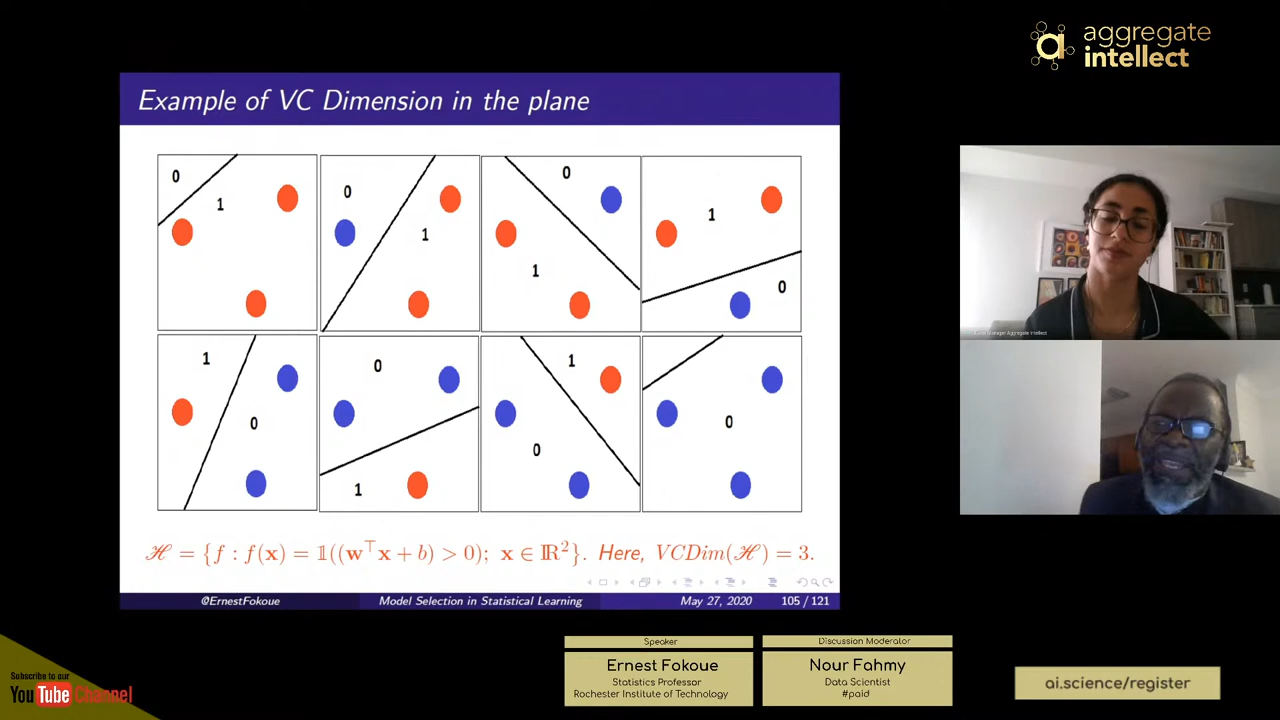 aggregate
intellect
Example of VC Dimension in the plane
0
1
0
1
0
1
1
0
1
0
0
1
1
0
0
ℋ = {f : f(x) = 𝟙((w⊤x + b) > 0); x ∈ ℝ²}. Here, VCDim(ℋ) = 3.
@ErnestFokoue Model Selection in Statistical Learning May 27, 2020 105 / 121
Speaker
Ernest Fokoue
Statistics Professor
Rochester Institute of Technology
Discussion Moderator
Nour Fahmy
Data Scientist
#paid
ai.science/register
Subscribe to our
YouTube Channel